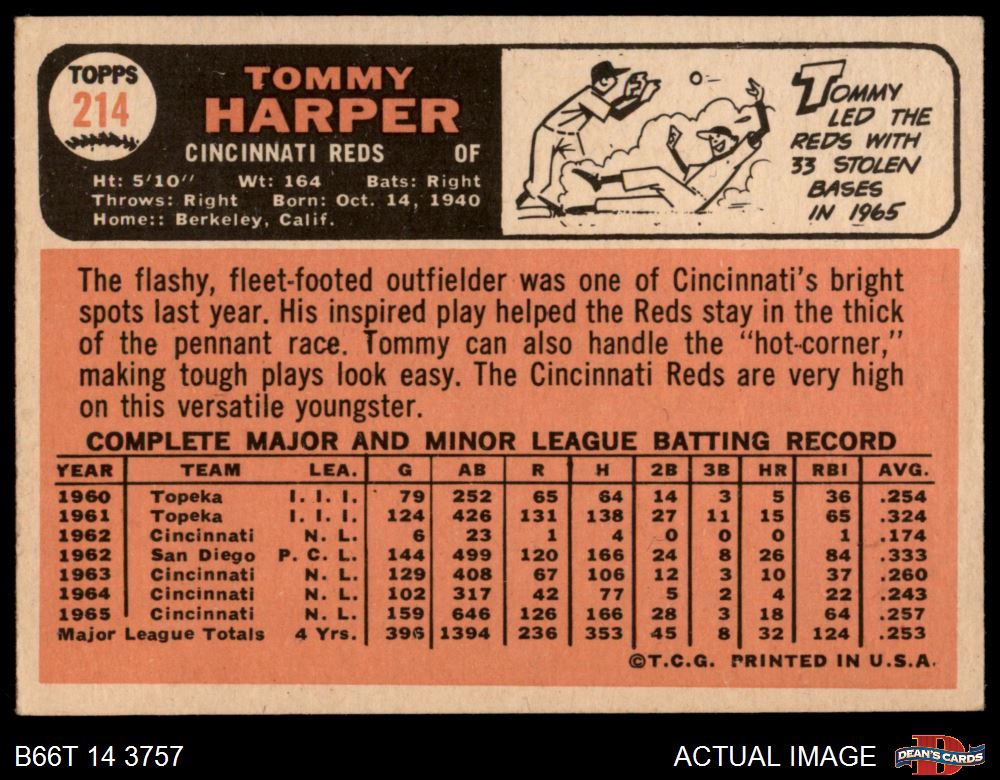 TOPPS
214
TOMMY
HARPER
CINCINNATI REDS OF
Ht: 5'10" Wt: 164 Bats: Right
Throws: Right Born: Oct. 14, 1940
Home:: Berkeley, Calif.
TOMMY
LED THE
REDS WITH
33 STOLEN
BASES
IN 1965
The flashy, fleet-footed outfielder was one of Cincinnati's bright
spots last year. His inspired play helped the Reds stay in the thick
of the pennant race. Tommy can also handle the "hot-corner,"
making tough plays look easy. The Cincinnati Reds are very high
on this versatile youngster.
COMPLETE MAJOR AND MINOR LEAGUE BATTING RECORD
YEAR TEAM LEA. G AB R H 2B 3B HR RBI AVG.
1960 Topeka I. I. I. 79 252 65 64 14 3 5 36 .254
1961 Topeka I. I. I. 124 426 131 138 27 11 15 65 .324
1962 Cincinnati N. L. 6 23 1 4 0 0 0 1 .174
1962 San Diego P. C. L. 144 499 120 166 24 8 26 84 .333
1963 Cincinnati N. L. 129 408 67 106 12 3 10 37 .260
1964 Cincinnati N. L. 102 317 42 77 5 2 4 22 .243
1965 Cincinnati N. L. 159 646 126 166 28 3 18 64 .257
Major League Totals 4 Yrs. 396 1394 236 353 45 8 32 124 .253
©T.C.G. PRINTED IN U.S.A.
B66T 14 3757
ACTUAL IMAGE
DEAN'S CARDS